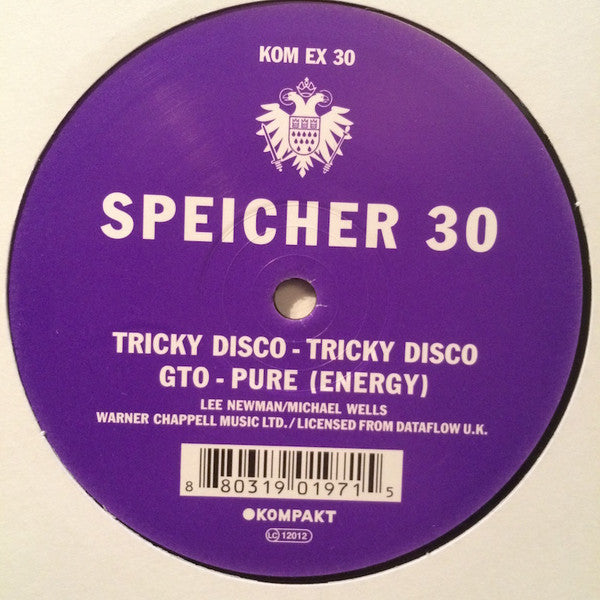 KOM EX 30
SPEICHER 30
TRICKY DISCO - TRICKY DISCO
GTO - PURE (ENERGY)
LEE NEWMAN/MICHAEL WELLS
WARNER CHAPPELL MUSIC LTD. / LICENSED FROM DATAFLOW U.K.
8 80319 01971 5
KOMPAKT
LC 12012